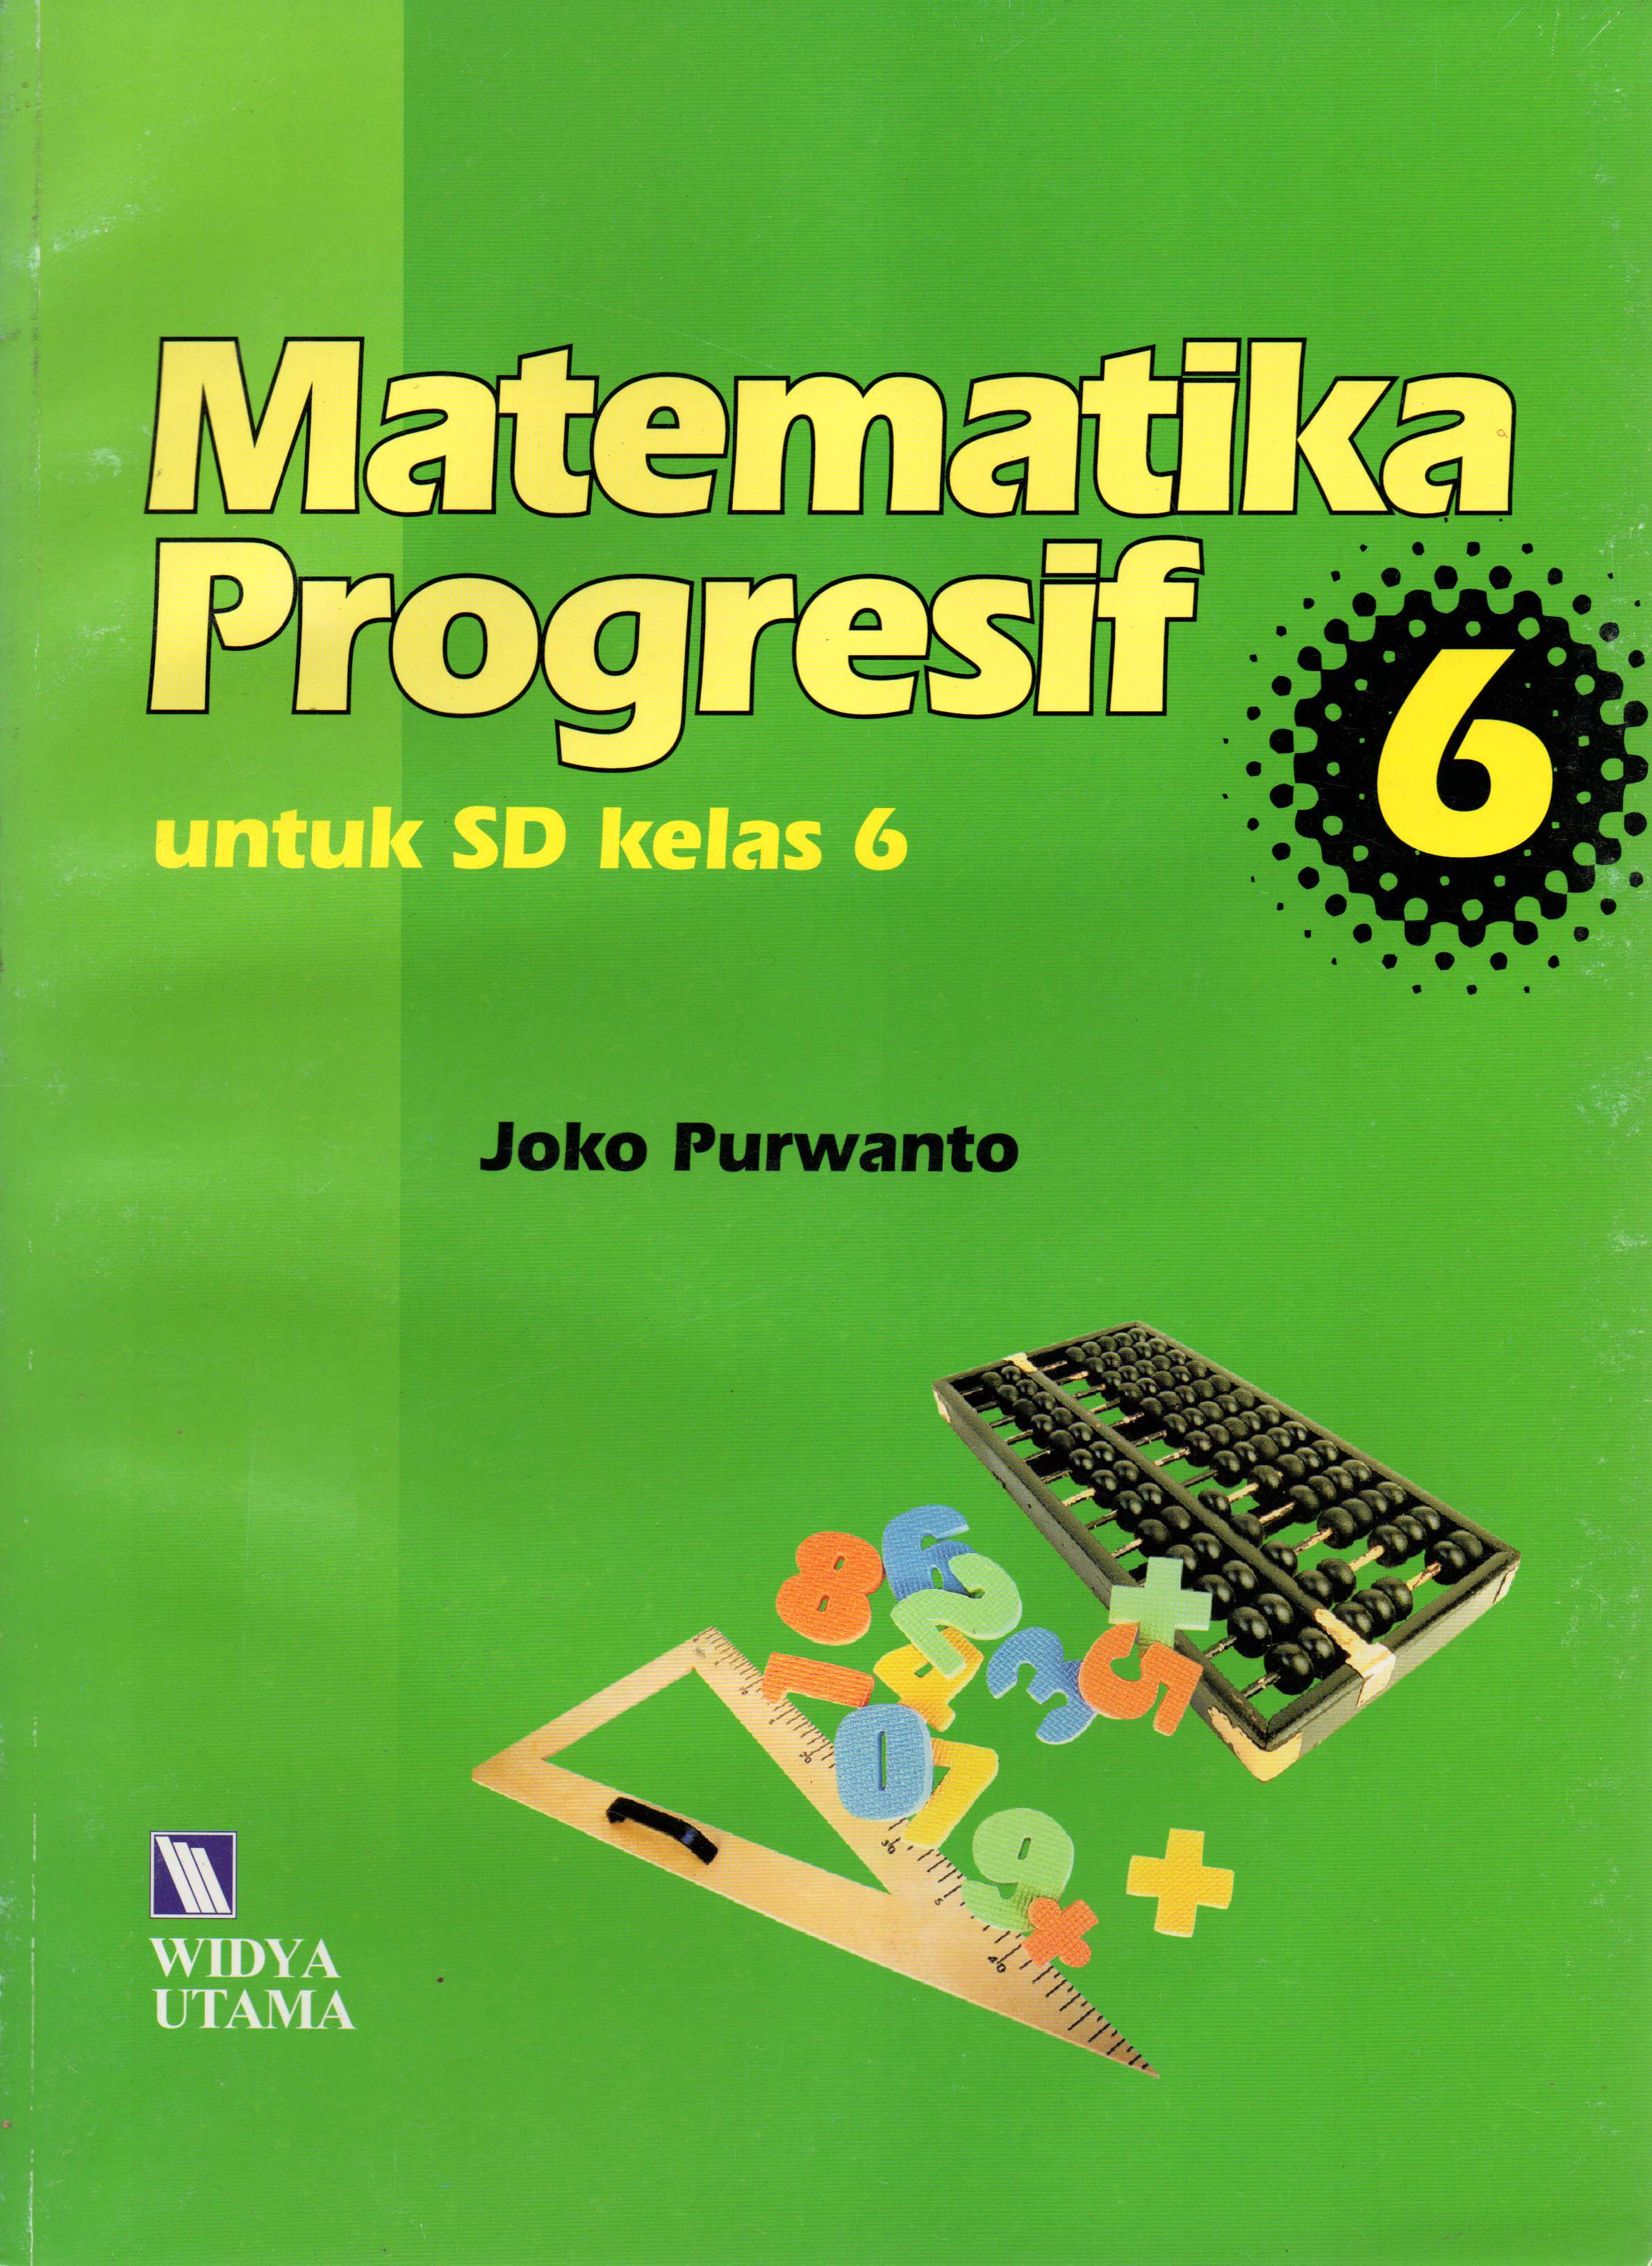 Matematika
Progresif
6
untuk SD kelas 6
Joko Purwanto
WIDYA
UTAMA